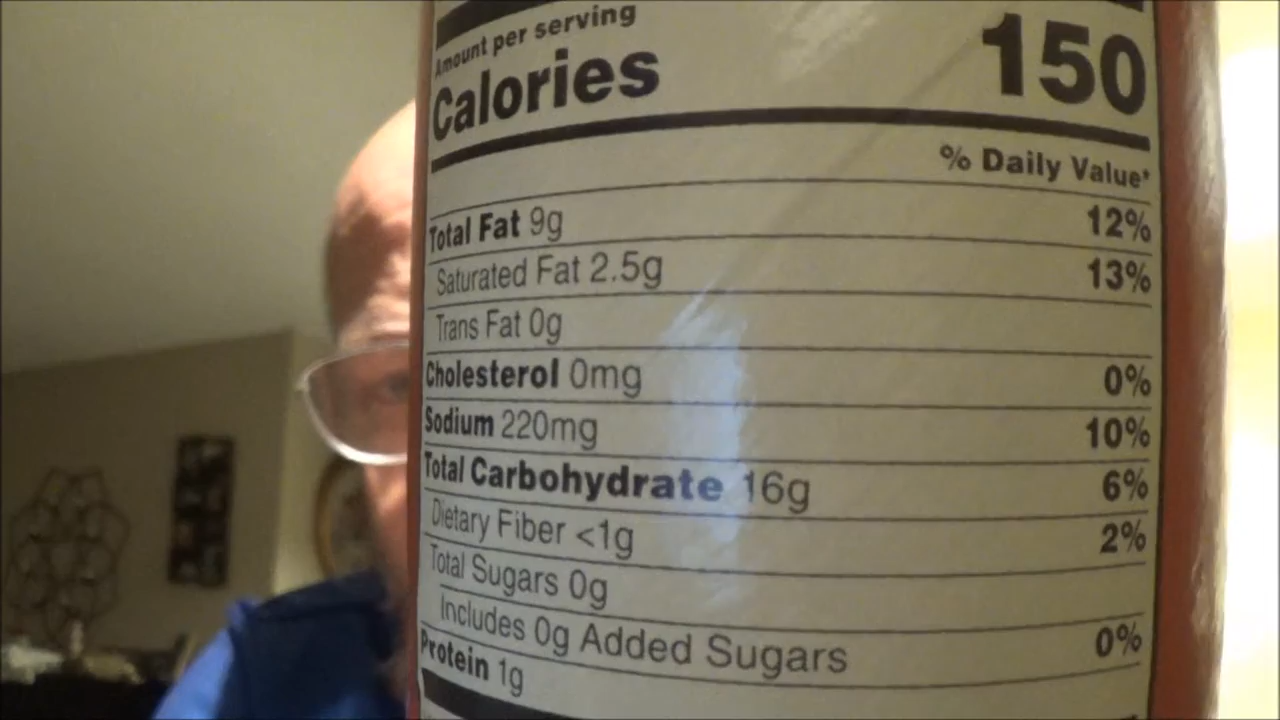 Amount per serving
Calories 150
% Daily Value*
Total Fat 9g 12%
Saturated Fat 2.5g 13%
Trans Fat 0g
Cholesterol 0mg 0%
Sodium 220mg 10%
Total Carbohydrate 16g 6%
Dietary Fiber <1g 2%
Total Sugars 0g
Includes 0g Added Sugars 0%
Protein 1g